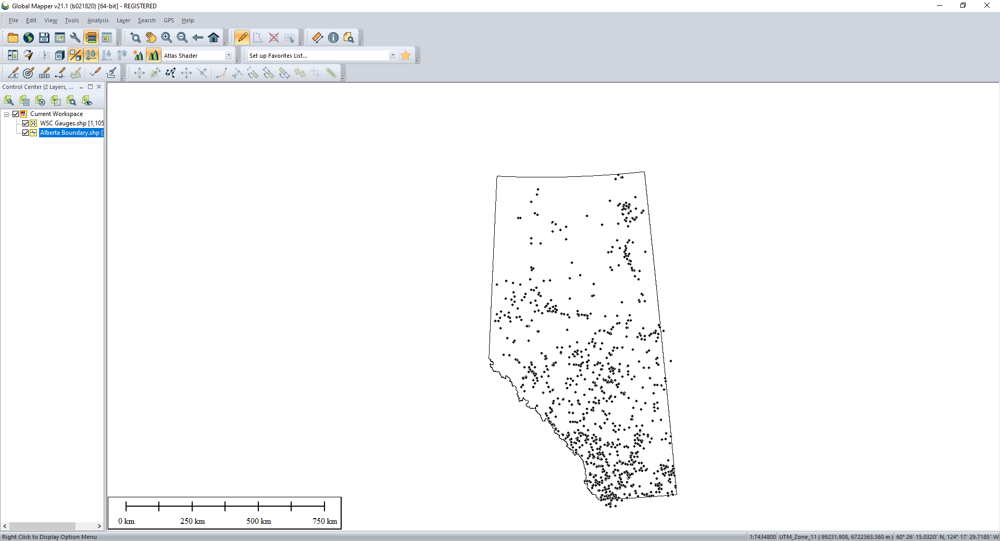 Global Mapper v21.1 (b021820) [64-bit] - REGISTERED
File Edit View Tools Analysis Layer Search GPS Help
Atlas Shader
Set up Favorites List...
Control Center (2 Layers, ...
Current Workspace
WSC Gauges.shp [1,105
Alberta Boundary.shp [
0 km 250 km 500 km 750 km
Right Click to Display Option Menu
1:7434800 UTM_Zone_11 ( 99231.908, 6722363.360 m ) 60° 26' 15.0320" N, 124° 17' 29.7185" W